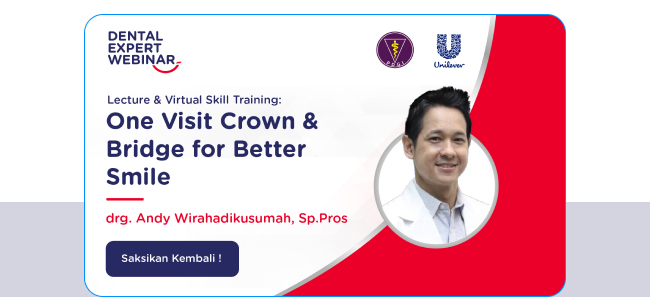 DENTAL
EXPERT
WEBINAR
PDGI
Unilever
Lecture & Virtual Skill Training:
One Visit Crown &
Bridge for Better
Smile
drg. Andy Wirahadikusumah, Sp.Pros
Saksikan Kembali !